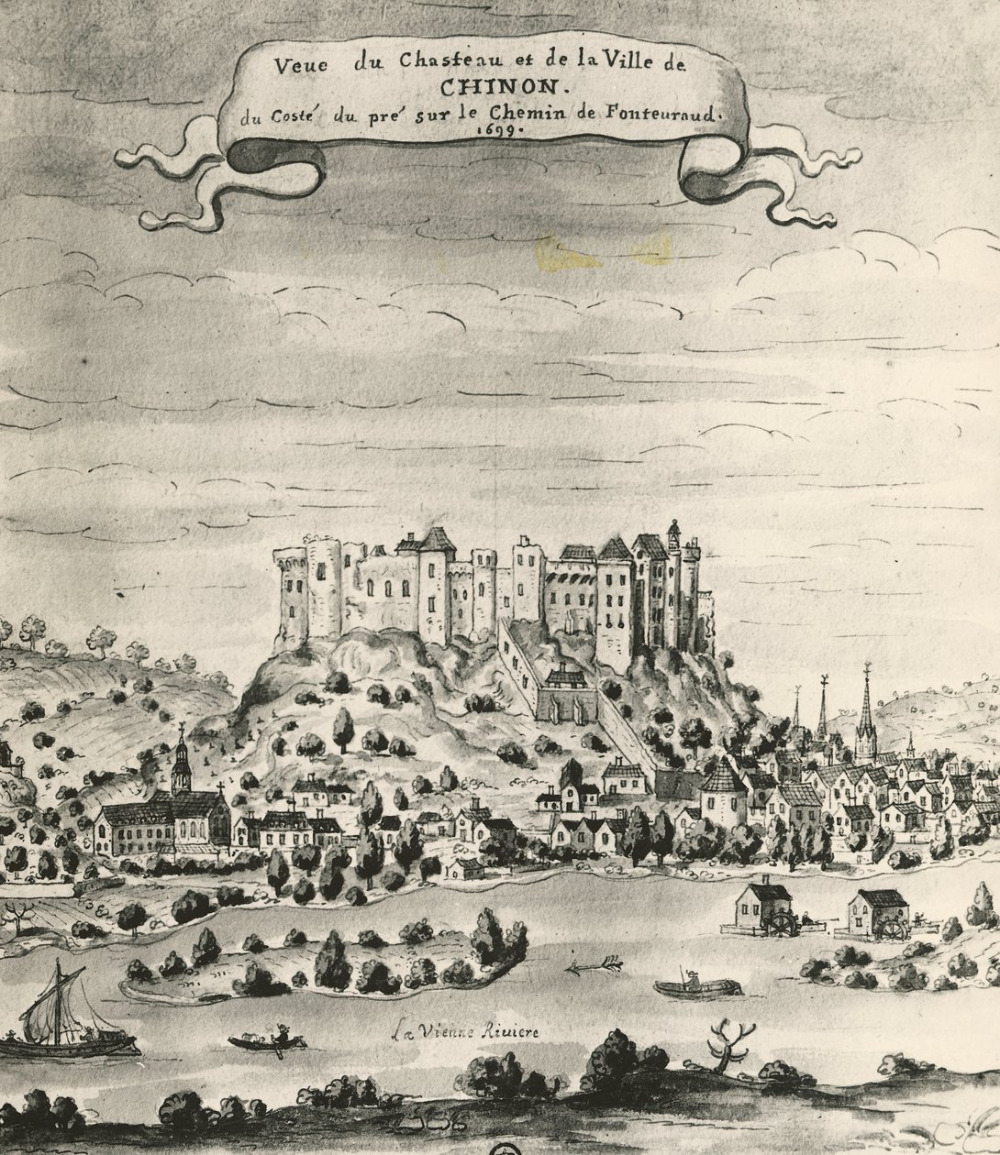 Veue du Chasteau et de la Ville de
CHINON.
du Costé du pré sur le Chemin de Fonteuraud.
1699.
La Vienne Riuiere